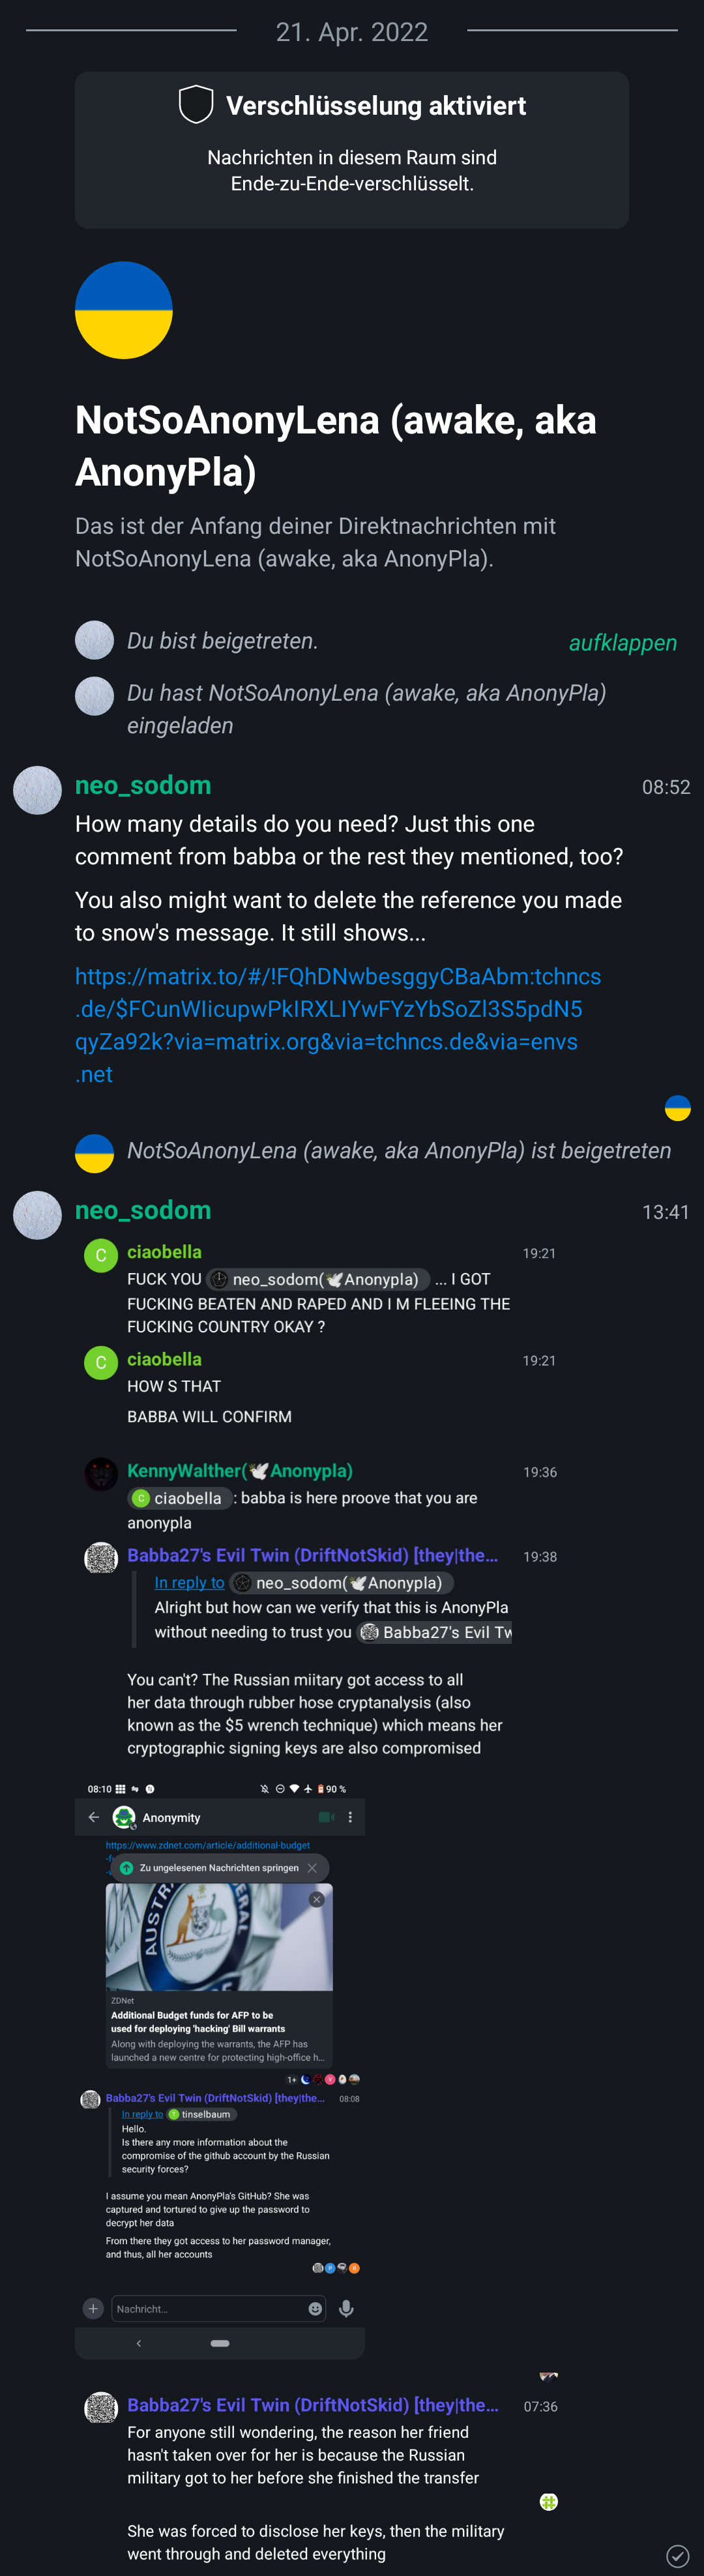 21. Apr. 2022
Verschlüsselung aktiviert
Nachrichten in diesem Raum sind
Ende-zu-Ende-verschlüsselt.
NotSoAnonyLena (awake, aka
AnonyPla)
Das ist der Anfang deiner Direktnachrichten mit
NotSoAnonyLena (awake, aka AnonyPla).
Du bist beigetreten. aufklappen
Du hast NotSoAnonyLena (awake, aka AnonyPla)
eingeladen
neo_sodom 08:52
How many details do you need? Just this one
comment from babba or the rest they mentioned, too?
You also might want to delete the reference you made
to snow's message. It still shows...
https://matrix.to/#/!FQhDNwbesggyCBaAbm:tchncs
.de/$FCunWIicupwPkIRXLIYwFYzYbSoZl3S5pdN5
qyZa92k?via=matrix.org&via=tchncs.de&via=envs
.net
NotSoAnonyLena (awake, aka AnonyPla) ist beigetreten
neo_sodom 13:41
C ciaobella 19:21
FUCK YOU neo_sodom(🕊Anonypla) ... I GOT
FUCKING BEATEN AND RAPED AND I M FLEEING THE
FUCKING COUNTRY OKAY ?
C ciaobella 19:21
HOW S THAT
BABBA WILL CONFIRM
KennyWalther(🕊Anonypla) 19:36
C ciaobella : babba is here proove that you are
anonypla
Babba27's Evil Twin (DriftNotSkid) [they|the... 19:38
In reply to neo_sodom(🕊Anonypla)
Alright but how can we verify that this is AnonyPla
without needing to trust you Babba27's Evil Tw
You can't? The Russian miitary got access to all
her data through rubber hose cryptanalysis (also
known as the $5 wrench technique) which means her
cryptographic signing keys are also compromised
08:10 90 %
Anonymity
https://www.zdnet.com/article/additional-budget
Zu ungelesenen Nachrichten springen
AUSTR ERAL
ZDNet
Additional Budget funds for AFP to be
used for deploying 'hacking' Bill warrants
Along with deploying the warrants, the AFP has
launched a new centre for protecting high-office h...
1+
Babba27's Evil Twin (DriftNotSkid) [they|the... 08:08
In reply to T tinselbaum
Hello.
Is there any more information about the
compromise of the github account by the Russian
security forces?
I assume you mean AnonyPla's GitHub? She was
captured and tortured to give up the password to
decrypt her data
From there they got access to her password manager,
and thus, all her accounts
Nachricht...
Babba27's Evil Twin (DriftNotSkid) [they|the... 07:36
For anyone still wondering, the reason her friend
hasn't taken over for her is because the Russian
military got to her before she finished the transfer
She was forced to disclose her keys, then the military
went through and deleted everything